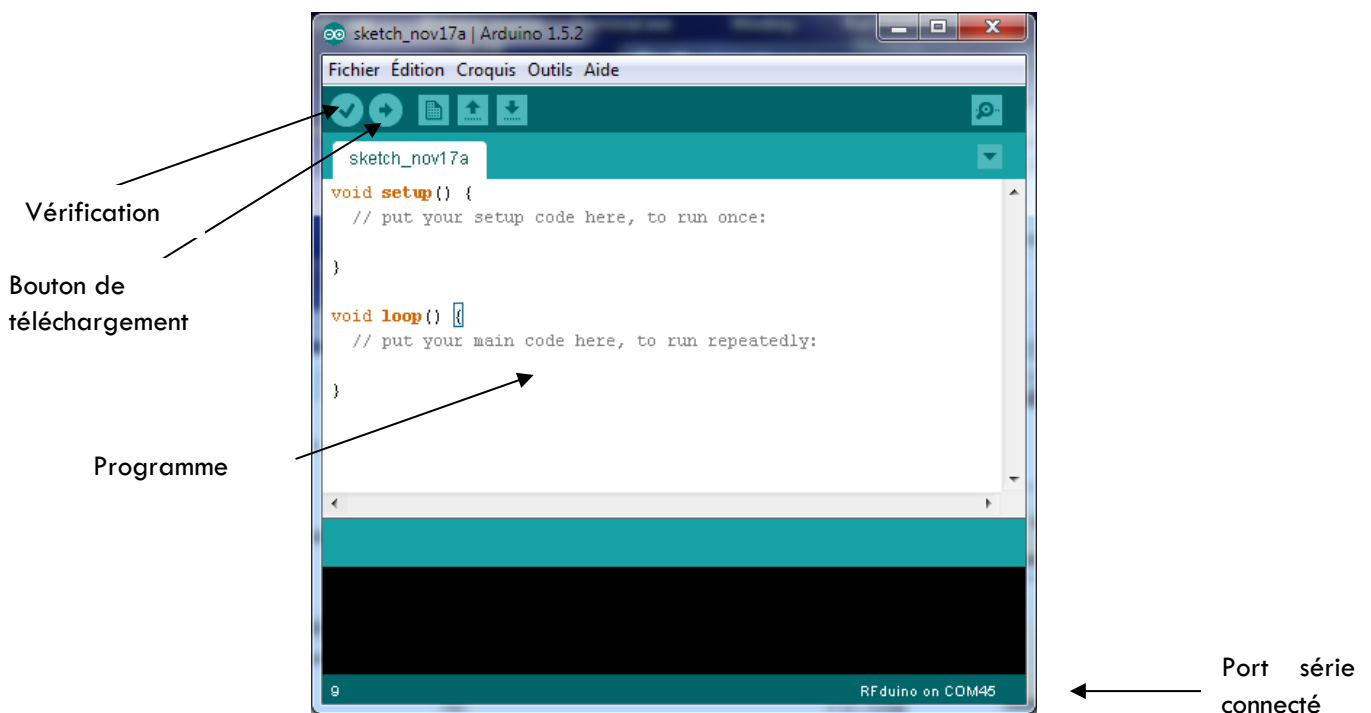 sketch_nov17a | Arduino 1.5.2
Fichier Édition Croquis Outils Aide
sketch_nov17a
void setup() {
// put your setup code here, to run once:
}
void loop() {
// put your main code here, to run repeatedly:
}
9
RFduino on COM45
Vérification
Bouton de
téléchargement
Programme
Port série
connecté